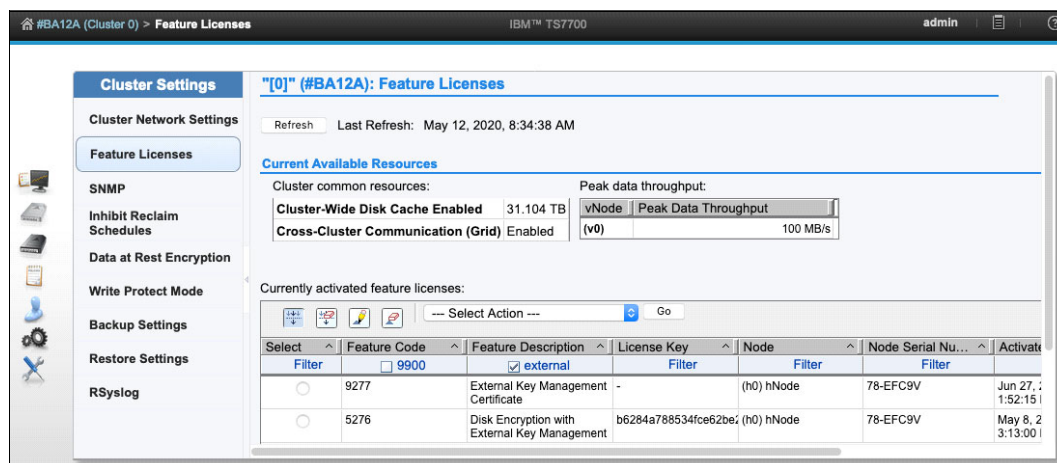 #BA12A (Cluster 0) > Feature Licenses
IBM™ TS7700
admin
Cluster Settings
Cluster Network Settings
Feature Licenses
SNMP
Inhibit Reclaim
Schedules
Data at Rest Encryption
Write Protect Mode
Backup Settings
Restore Settings
RSyslog
"[0]" (#BA12A): Feature Licenses
Refresh Last Refresh: May 12, 2020, 8:34:38 AM
Current Available Resources
Cluster common resources:
Cluster-Wide Disk Cache Enabled 31.104 TB
Cross-Cluster Communication (Grid) Enabled
Peak data throughput:
vNode Peak Data Throughput
(v0) 100 MB/s
Currently activated feature licenses:
--- Select Action --- Go
Select ^ Feature Code ^ Feature Description ^ License Key ^ Node ^ Node Serial Nu... ^ Activate
Filter 9900 external Filter Filter Filter
9277 External Key Management - (h0) hNode 78-EFC9V Jun 27, 2
Certificate 1:52:15
5276 Disk Encryption with b6284a788534fce62be2 (h0) hNode 78-EFC9V May 8, 2
External Key Management 3:13:00